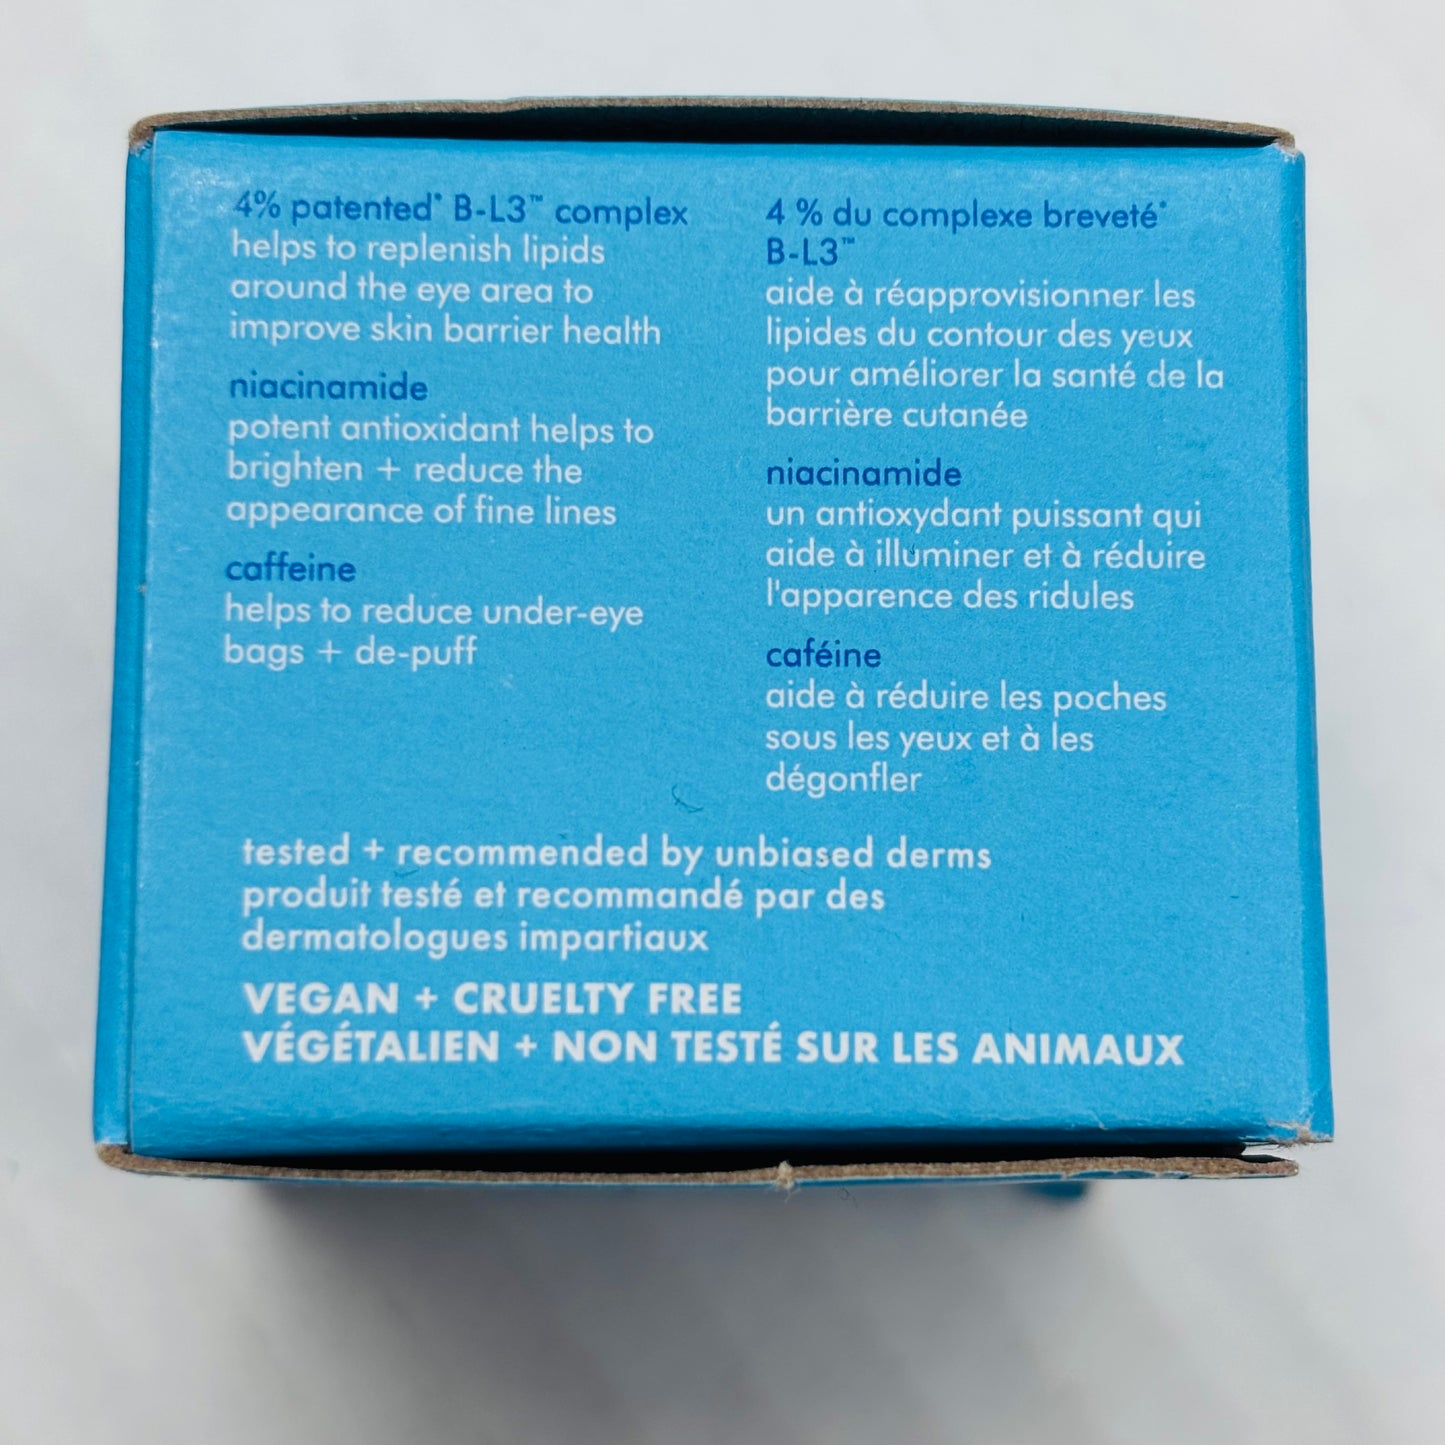 4% patented* B-L3™ complex
helps to replenish lipids
around the eye area to
improve skin barrier health
niacinamide
potent antioxidant helps to
brighten + reduce the
appearance of fine lines
caffeine
helps to reduce under-eye
bags + de-puff
4 % du complexe breveté*
B-L3™
aide à réapprovisionner les
lipides du contour des yeux
pour améliorer la santé de la
barrière cutanée
niacinamide
un antioxydant puissant qui
aide à illuminer et à réduire
l'apparence des ridules
caféine
aide à réduire les poches
sous les yeux et à les
dégonfler
tested + recommended by unbiased derms
produit testé et recommandé par des
dermatologues impartiaux
VEGAN + CRUELTY FREE
VÉGÉTALIEN + NON TESTÉ SUR LES ANIMAUX